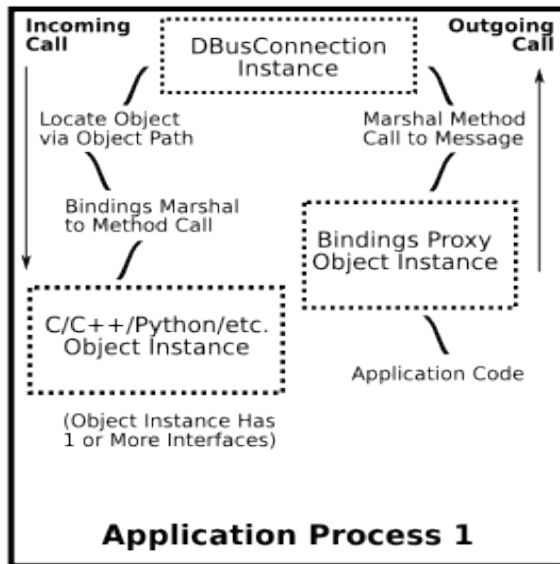 Incoming
Call
DBusConnection
Instance
Outgoing
Call
Locate Object
via Object Path
Marshal Method
Call to Message
Bindings Marshal
to Method Call
Bindings Proxy
Object Instance
C/C++/Python/etc.
Object Instance
Application Code
(Object Instance Has
1 or More Interfaces)
Application Process 1